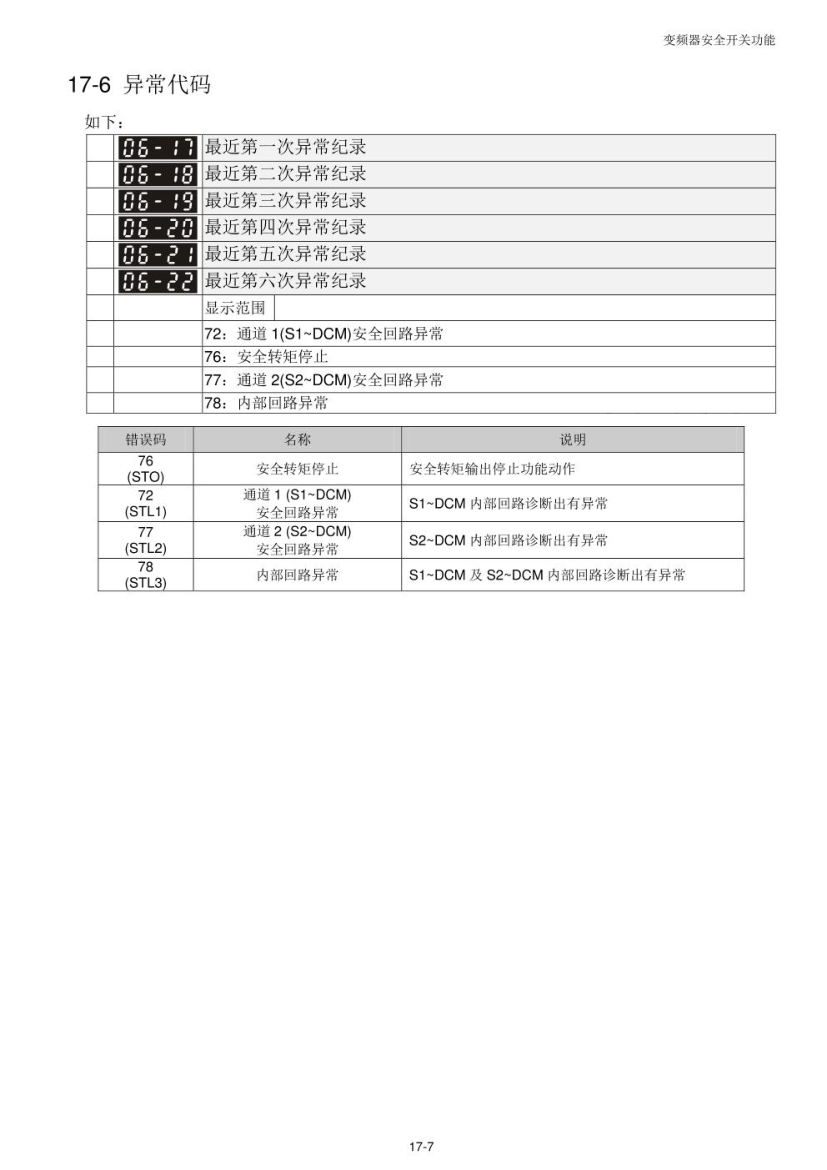 变频器安全开关功能
17-6 异常代码
如下：
06-17 最近第一次异常纪录
06-18 最近第二次异常纪录
06-19 最近第三次异常纪录
06-20 最近第四次异常纪录
06-21 最近第五次异常纪录
06-22 最近第六次异常纪录
显示范围
72：通道 1(S1~DCM)安全回路异常
76：安全转矩停止
77：通道 2(S2~DCM)安全回路异常
78：内部回路异常
错误码 名称 说明
76
(STO)
安全转矩停止
安全转矩输出停止功能动作
72
(STL1)
通道 1 (S1~DCM)
安全回路异常
S1~DCM 内部回路诊断出有异常
77
(STL2)
通道 2 (S2~DCM)
安全回路异常
S2~DCM 内部回路诊断出有异常
78
(STL3)
内部回路异常
S1~DCM 及 S2~DCM 内部回路诊断出有异常
17-7